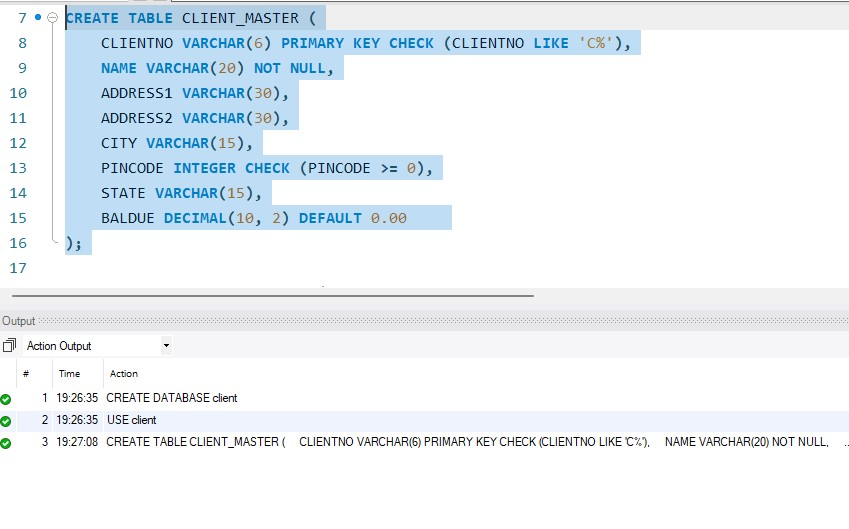 7 CREATE TABLE CLIENT_MASTER (
8 CLIENTNO VARCHAR(6) PRIMARY KEY CHECK (CLIENTNO LIKE 'C%'),
9 NAME VARCHAR(20) NOT NULL,
10 ADDRESS1 VARCHAR(30),
11 ADDRESS2 VARCHAR(30),
12 CITY VARCHAR(15),
13 PINCODE INTEGER CHECK (PINCODE >= 0),
14 STATE VARCHAR(15),
15 BALDUE DECIMAL(10, 2) DEFAULT 0.00
16 );
17
Output
Action Output
# Time Action
1 19:26:35 CREATE DATABASE client
2 19:26:35 USE client
3 19:27:08 CREATE TABLE CLIENT_MASTER ( CLIENTNO VARCHAR(6) PRIMARY KEY CHECK (CLIENTNO LIKE 'C%'), NAME VARCHAR(20) NOT NULL, ...